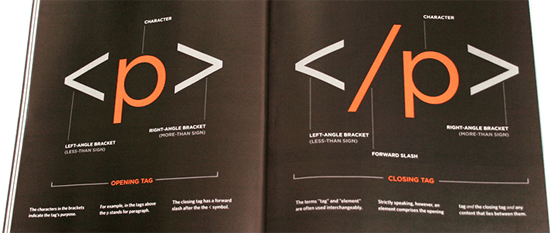 CHARACTER
<p>
LEFT-ANGLE BRACKET
(LESS-THAN SIGN)
RIGHT-ANGLE BRACKET
(MORE-THAN SIGN)
OPENING TAG
The characters in the brackets
indicate the tag's purpose.
For example, in the tags above
the p stands for paragraph.
The closing tag has a forward
slash after the < symbol.
CHARACTER
</p>
LEFT-ANGLE BRACKET
(LESS-THAN SIGN)
RIGHT-ANGLE BRACKET
(MORE-THAN SIGN)
FORWARD SLASH
CLOSING TAG
The terms "tag" and "element"
are often used interchangeably.
Strictly speaking, however, an
element comprises the opening
tag and the closing tag and any
content that lies between them.